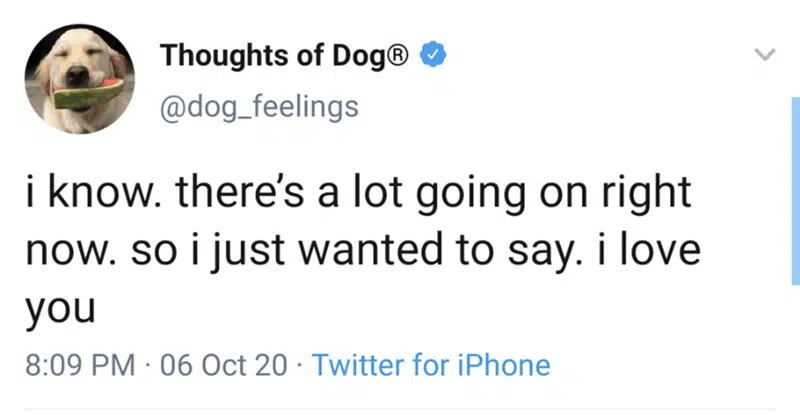 Thoughts of Dog®
@dog_feelings
i know. there’s a lot going on right
now. so i just wanted to say. i love
you
8:09 PM · 06 Oct 20 · Twitter for iPhone